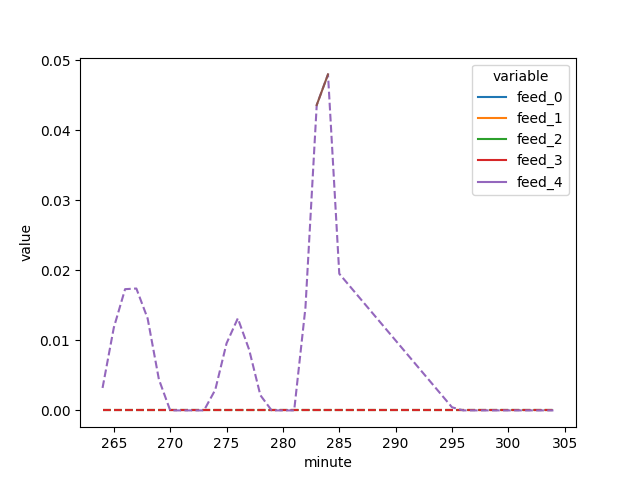 0.05
0.04
0.03
0.02
0.01
0.00
value
265 270 275 280 285 290 295 300 305
minute
variable
feed_0
feed_1
feed_2
feed_3
feed_4